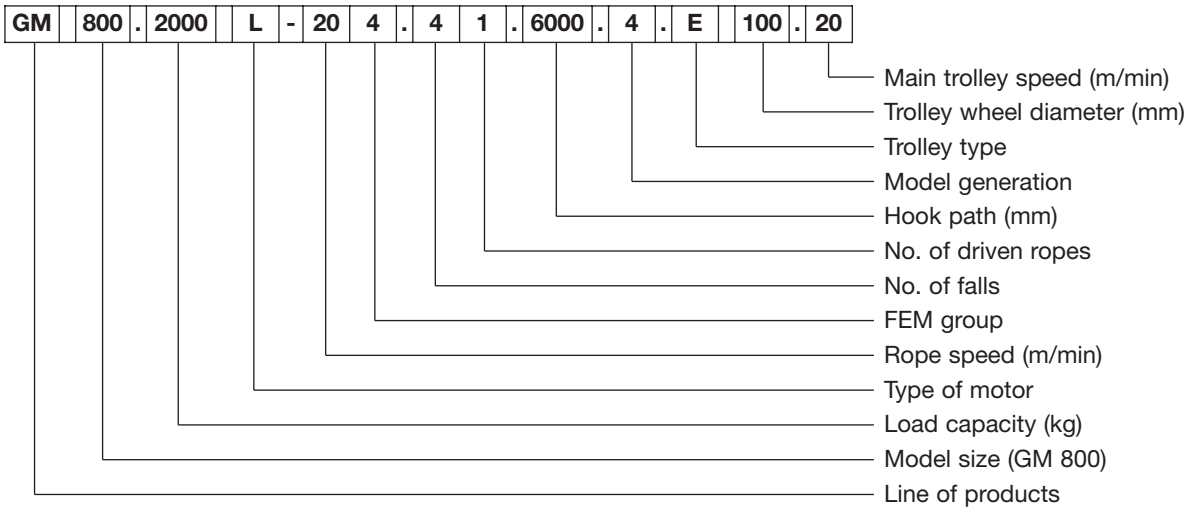 GM 800 . 2000 L - 20 4 . 4 1 . 6000 . 4 . E 100 . 20
Main trolley speed (m/min)
Trolley wheel diameter (mm)
Trolley type
Model generation
Hook path (mm)
No. of driven ropes
No. of falls
FEM group
Rope speed (m/min)
Type of motor
Load capacity (kg)
Model size (GM 800)
Line of products